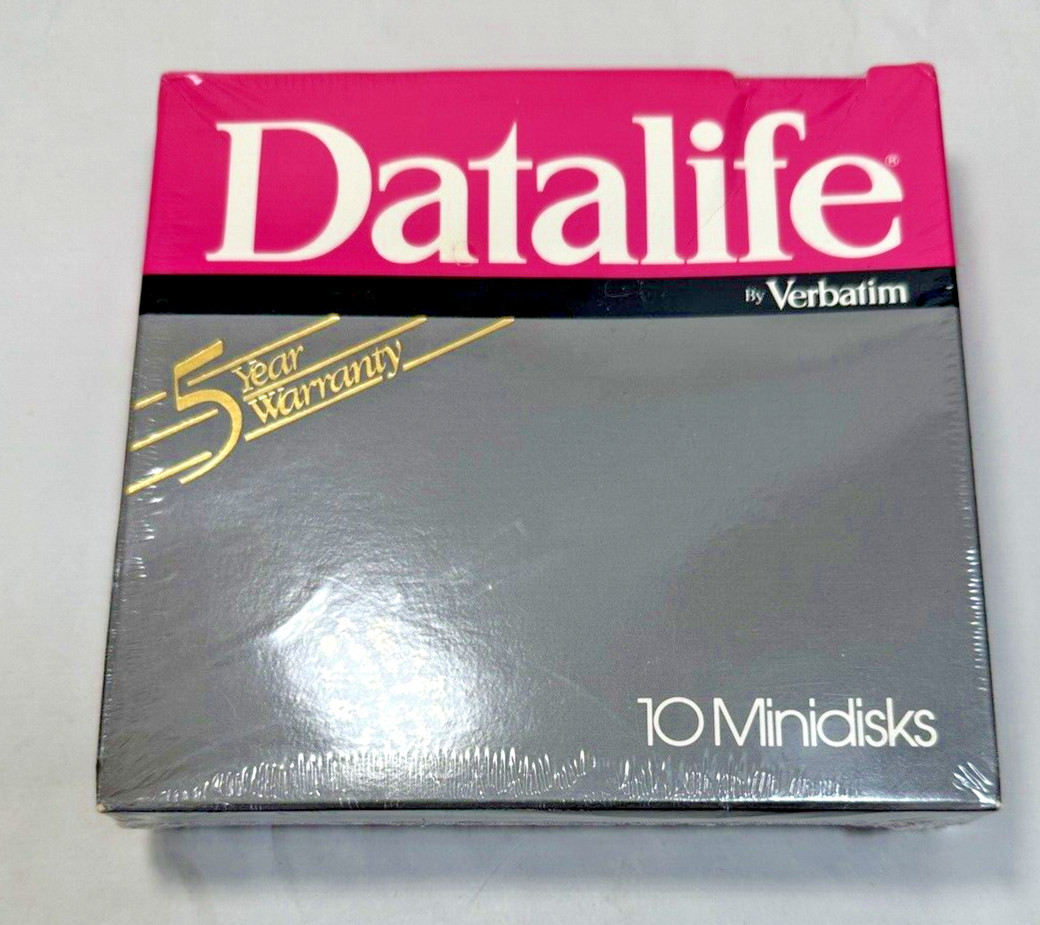 Datalife®
By Verbatim
5 Year
Warranty
10 Minidisks